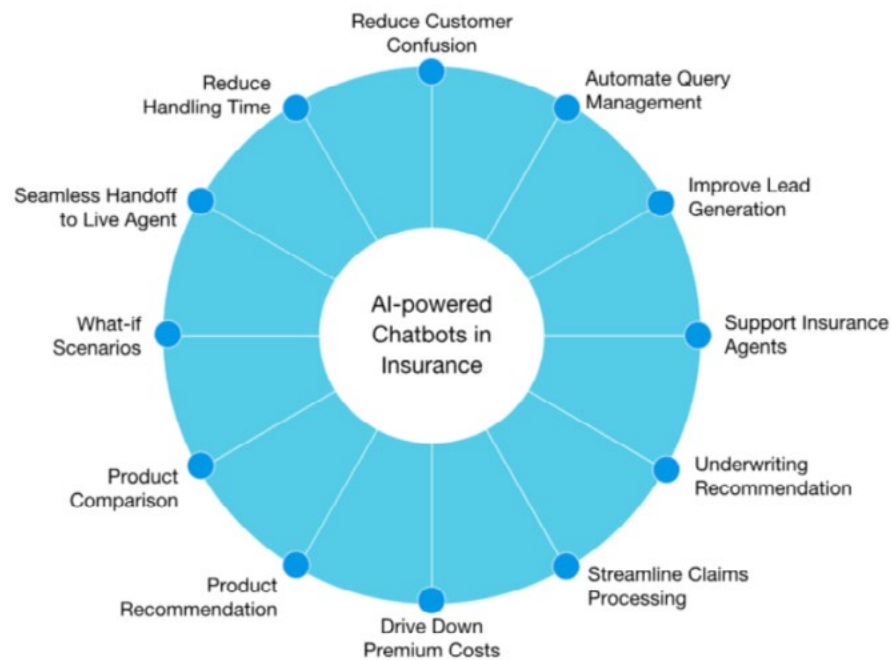 Reduce Customer
Confusion
Automate Query
Management
Improve Lead
Generation
Support Insurance
Agents
Underwriting
Recommendation
Streamline Claims
Processing
Drive Down
Premium Costs
Product
Recommendation
Product
Comparison
What-if
Scenarios
Seamless Handoff
to Live Agent
Reduce
Handling Time
AI-powered
Chatbots in
Insurance